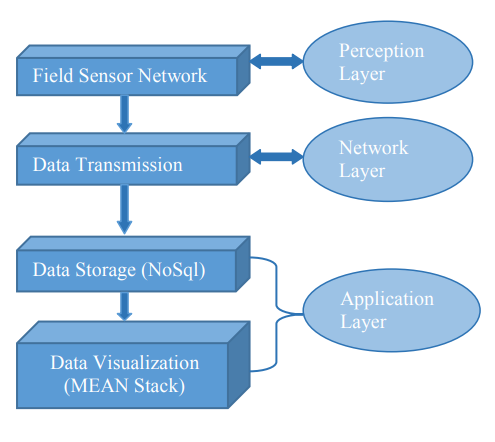 Field Sensor Network
Perception
Layer
Data Transmission
Network
Layer
Data Storage (NoSql)
Application
Layer
Data Visualization
(MEAN Stack)